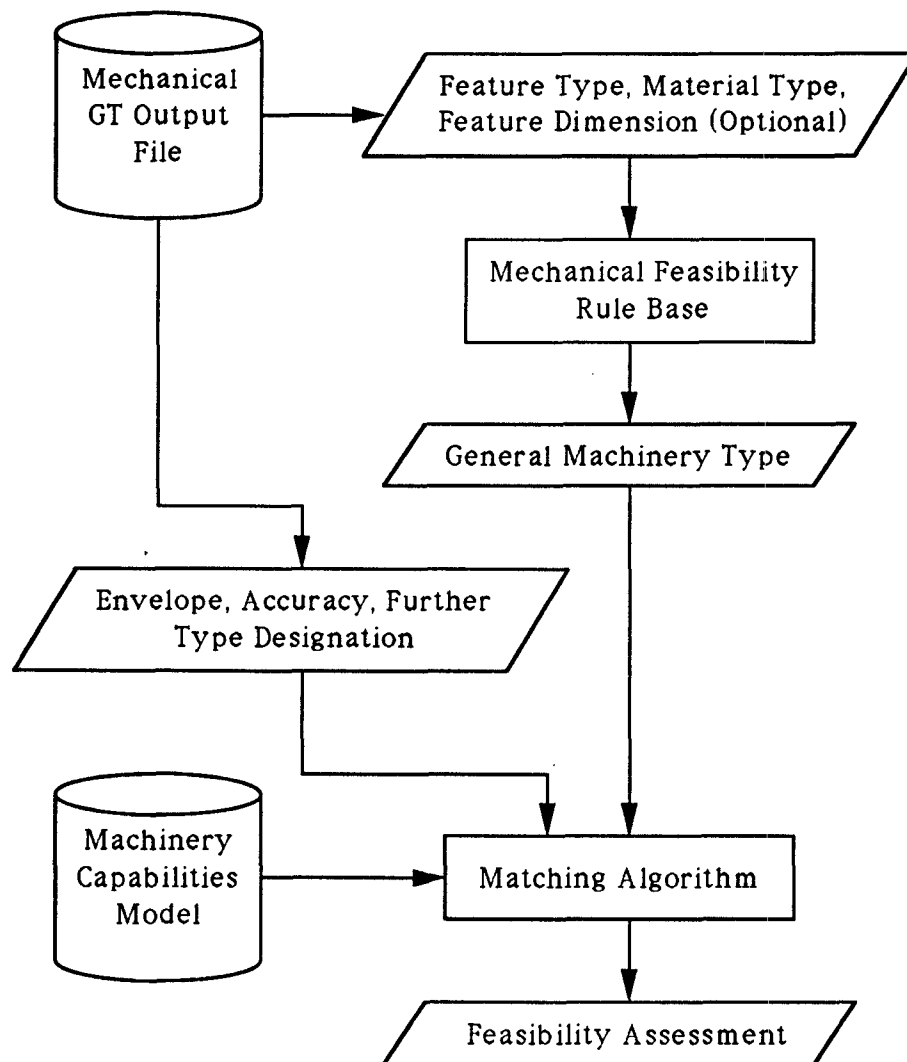 Mechanical
GT Output
File
Feature Type, Material Type,
Feature Dimension (Optional)
Mechanical Feasibility
Rule Base
General Machinery Type
Envelope, Accuracy, Further
Type Designation
Machinery
Capabilities
Model
Matching Algorithm
Feasibility Assessment